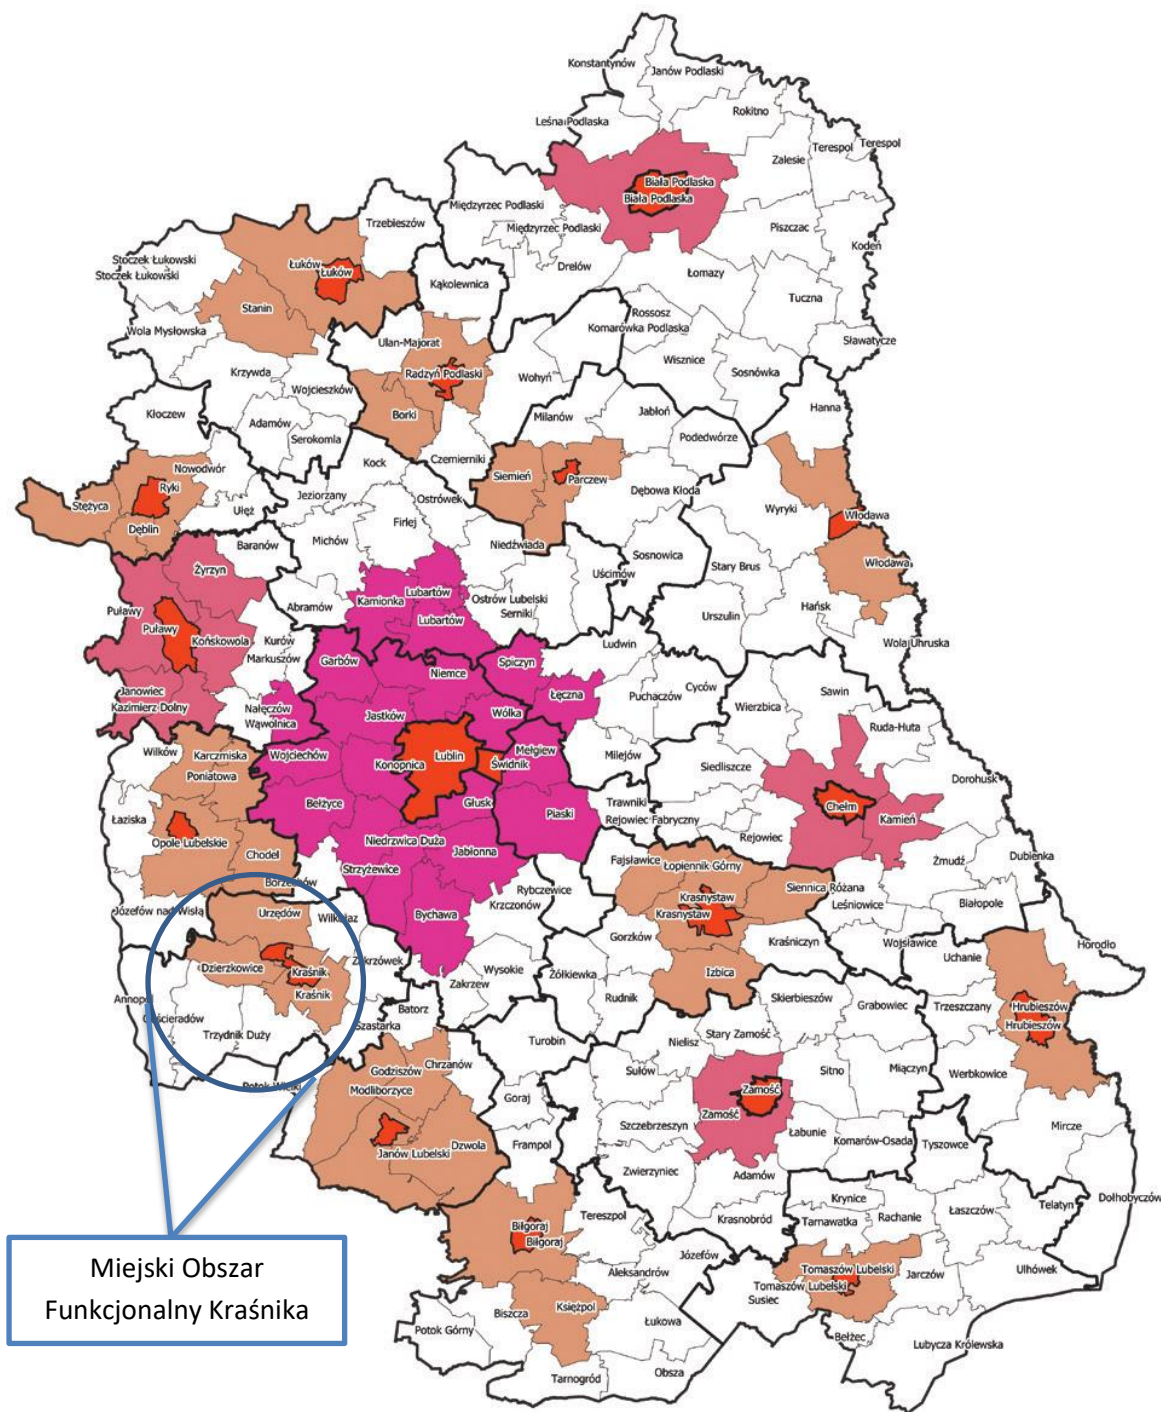 Konstantynów
Janów Podlaski
Rokitno
Leśna Podlaska
Terespol
Terespol
Zalesie
Biała Podlaska
Biała Podlaska
Międzyrzec Podlaski
Trzebieszów
Międzyrzec Podlaski
Piszczac
Kodeń
Drelów
Stoczek Łukowski
Stoczek Łukowski
Łuków
Łuków
Łomazy
Kąkolewnica
Tuczna
Stanin
Rossosz
Komarówka Podlaska
Wola Mysłowska
Ulan-Majorat
Sławatycze
Wisznice
Sosnówka
Krzywda
Radzyń Podlaski
Wohyń
Wojcieszków
Hanna
Kłoczew
Borki
Milanów
Jabłoń
Adamów
Serokomla
Podedwórze
Czemierniki
Nowodwór
Kock
Siemień
Parczew
Ryki
Jeziorzany
Ostrówek
Dębowa Kłoda
Stężyca
Ułęż
Wyryki
Włodawa
Dęblin
Firlej
Baranów
Michów
Niedźwiada
Sosnowica
Stary Brus
Włodawa
Żyrzyn
Uścimów
Kamionka
Lubartów
Ostrów Lubelski
Abramów
Serniki
Puławy
Lubartów
Urszulin
Hańsk
Puławy
Końskowola
Kurów
Ludwin
Wola Uhruska
Markuszów
Garbów
Niemce
Spiczyn
Janowiec
Łęczna
Puchaczów
Cyców
Sawin
Kazimierz Dolny
Nałęczów
Wierzbica
Wąwolnica
Jastków
Wólka
Ruda-Huta
Wilków
Karczmiska
Wojciechów
Konopnica
Lublin
Mełgiew
Milejów
Świdnik
Siedliszcze
Dorohusk
Poniatowa
Bełżyce
Głusk
Chełm
Łaziska
Piaski
Trawniki
Rejowiec Fabryczny
Kamień
Opole Lubelskie
Niedrzwica Duża
Rejowiec
Chodel
Strzyżewice
Jabłonna
Fajsławice
Łopiennik Górny
Żmudź
Dubienka
Borzechów
Rybczewice
Siennica Różana
Józefów nad Wisłą
Urzędów
Wilkołaz
Bychawa
Krzczonów
Krasnystaw
Krasnystaw
Leśniowice
Białopole
Gorzków
Kraśniczyn
Wojsławice
Horodło
Zakrzówek
Uchanie
Dzierzkowice
Kraśnik
Wysokie
Żółkiewka
Izbica
Kraśnik
Zakrzew
Annopol
Rudnik
Skierbieszów
Grabowiec
Trzeszczany
Hrubieszów
Gościeradów
Batorz
Hrubieszów
Trzydnik Duży
Szastarka
Turobin
Stary Zamość
Nielisz
Chrzanów
Godziszów
Sułów
Sitno
Miączyn
Werbkowice
Potok Wielki
Modliborzyce
Goraj
Zamość
Zamość
Szczebrzeszyn
Łabunie
Komarów-Osada
Tyszowce
Mircze
Janów Lubelski
Dzwola
Frampol
Zwierzyniec
Adamów
Dołhobyczów
Krynice
Telatyn
Tereszpol
Krasnobród
Tarnawatka
Rachanie
Łaszczów
Biłgoraj
Biłgoraj
Józefów
Aleksandrów
Tomaszów Lubelski
Jarczów
Ulhówek
Tomaszów Lubelski
Susiec
Biszcza
Księżpol
Łukowa
Potok Górny
Bełżec
Lubycza Królewska
Tarnogród
Obsza
Miejski Obszar
Funkcjonalny Kraśnika